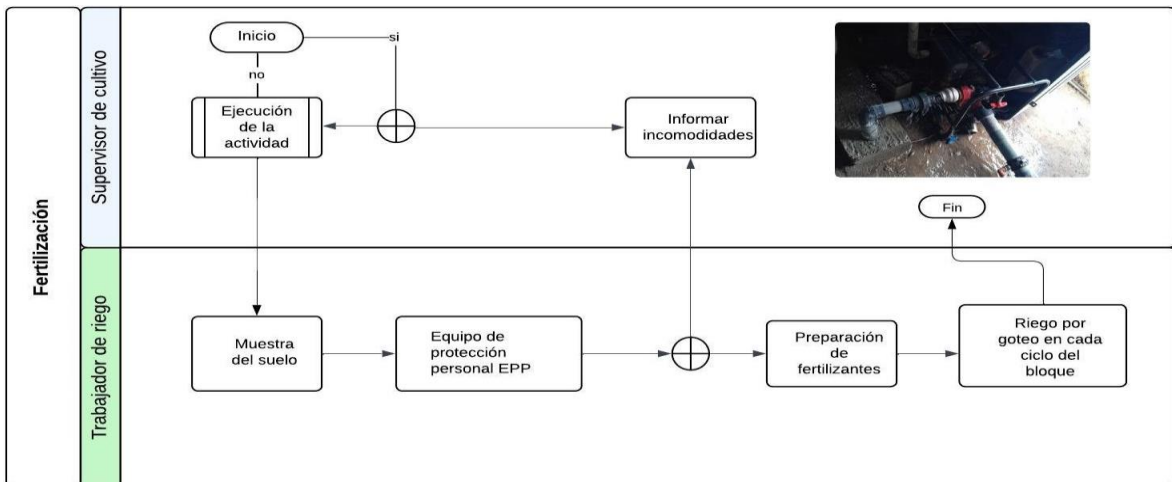 Fertilización
Supervisor de cultivo
Inicio
si
no
Ejecución
de la
actividad
Informar
incomodidades
Fin
Trabajador de riego
Muestra
del suelo
Equipo de
protección
personal EPP
Preparación
de
fertilizantes
Riego por
goteo en cada
ciclo del
bloque